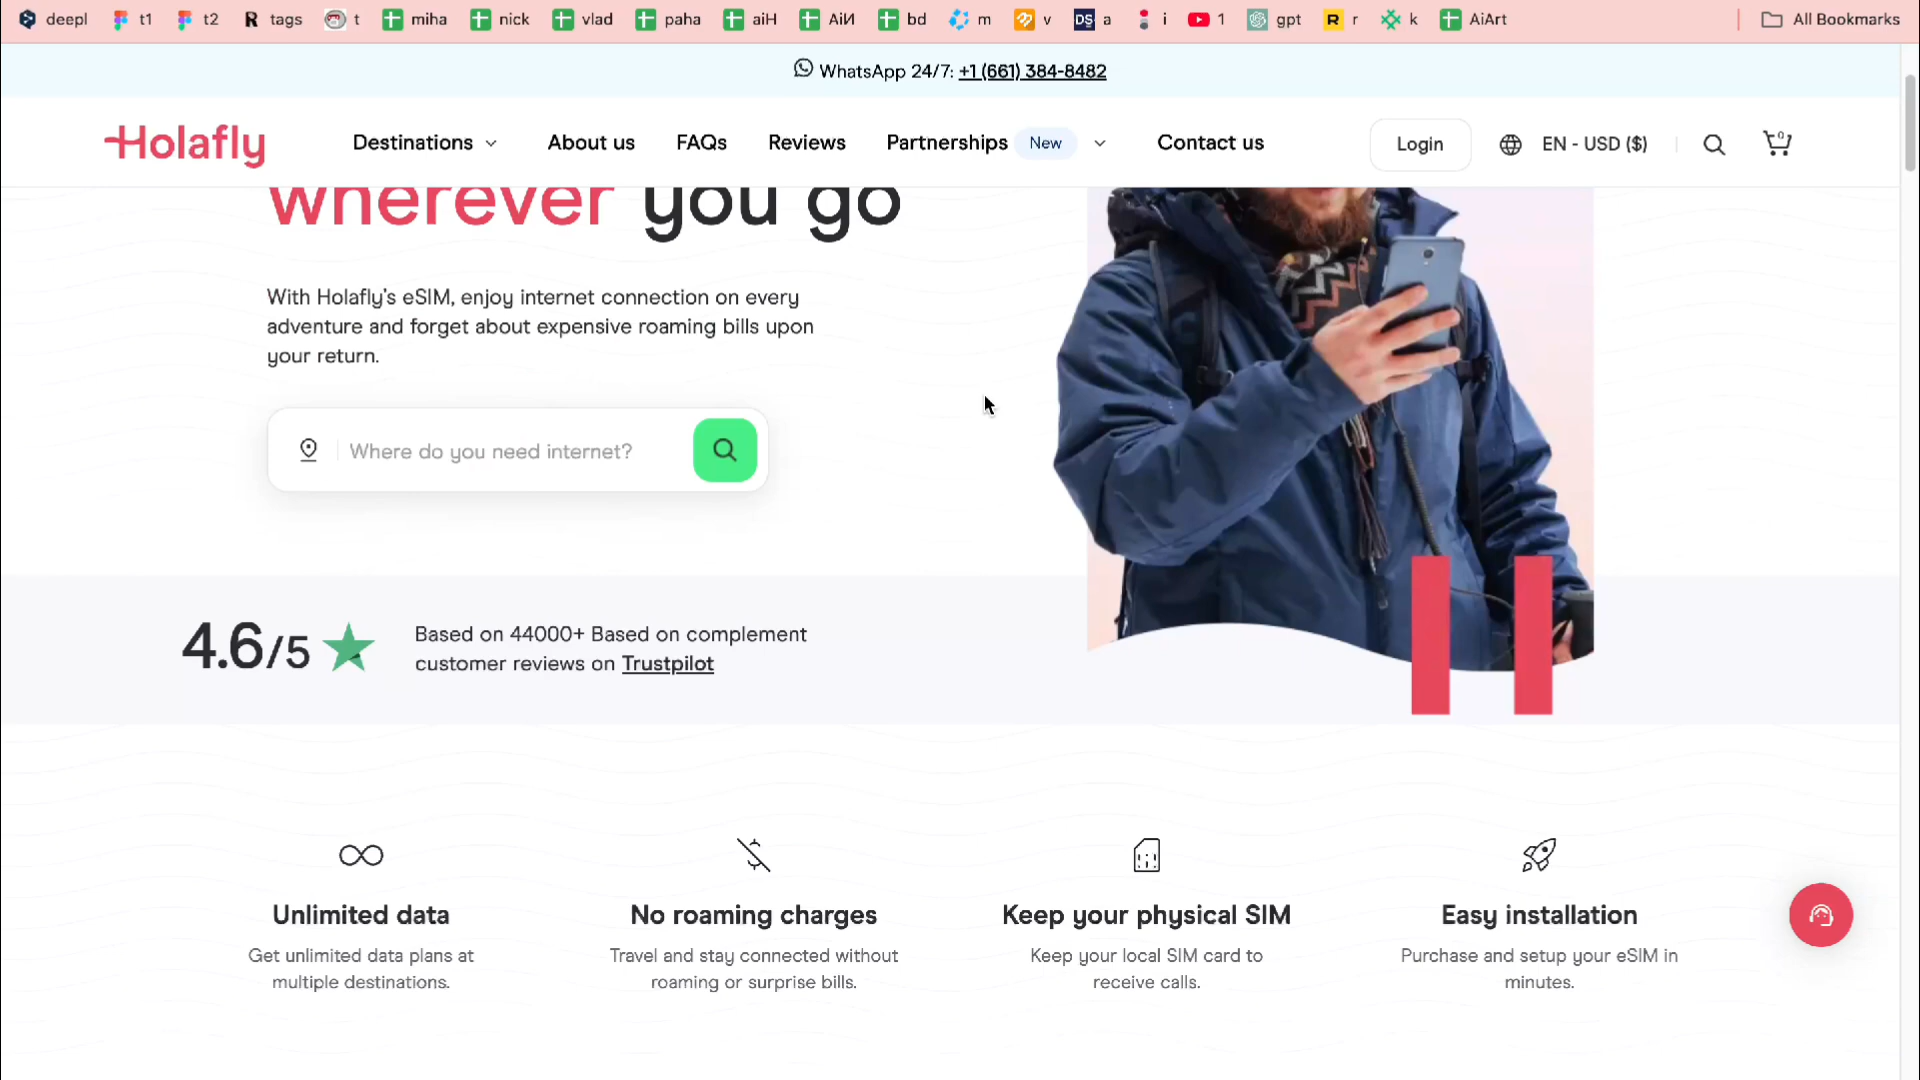 deepl t1 t2 tags t miha nick vlad paha aiH AiИ bd m v a i 1 gpt r k AiArt All Bookmarks
WhatsApp 24/7: +1 (661) 384-8482
Holafly Destinations About us FAQs Reviews Partnerships New Contact us Login EN - USD ($) 0
wherever you go
With Holafly's eSIM, enjoy internet connection on every
adventure and forget about expensive roaming bills upon
your return.
Where do you need internet?
4.6/5 Based on 44000+ Based on complement
customer reviews on Trustpilot
Unlimited data
Get unlimited data plans at
multiple destinations.
No roaming charges
Travel and stay connected without
roaming or surprise bills.
Keep your physical SIM
Keep your local SIM card to
receive calls.
Easy installation
Purchase and setup your eSIM in
minutes.